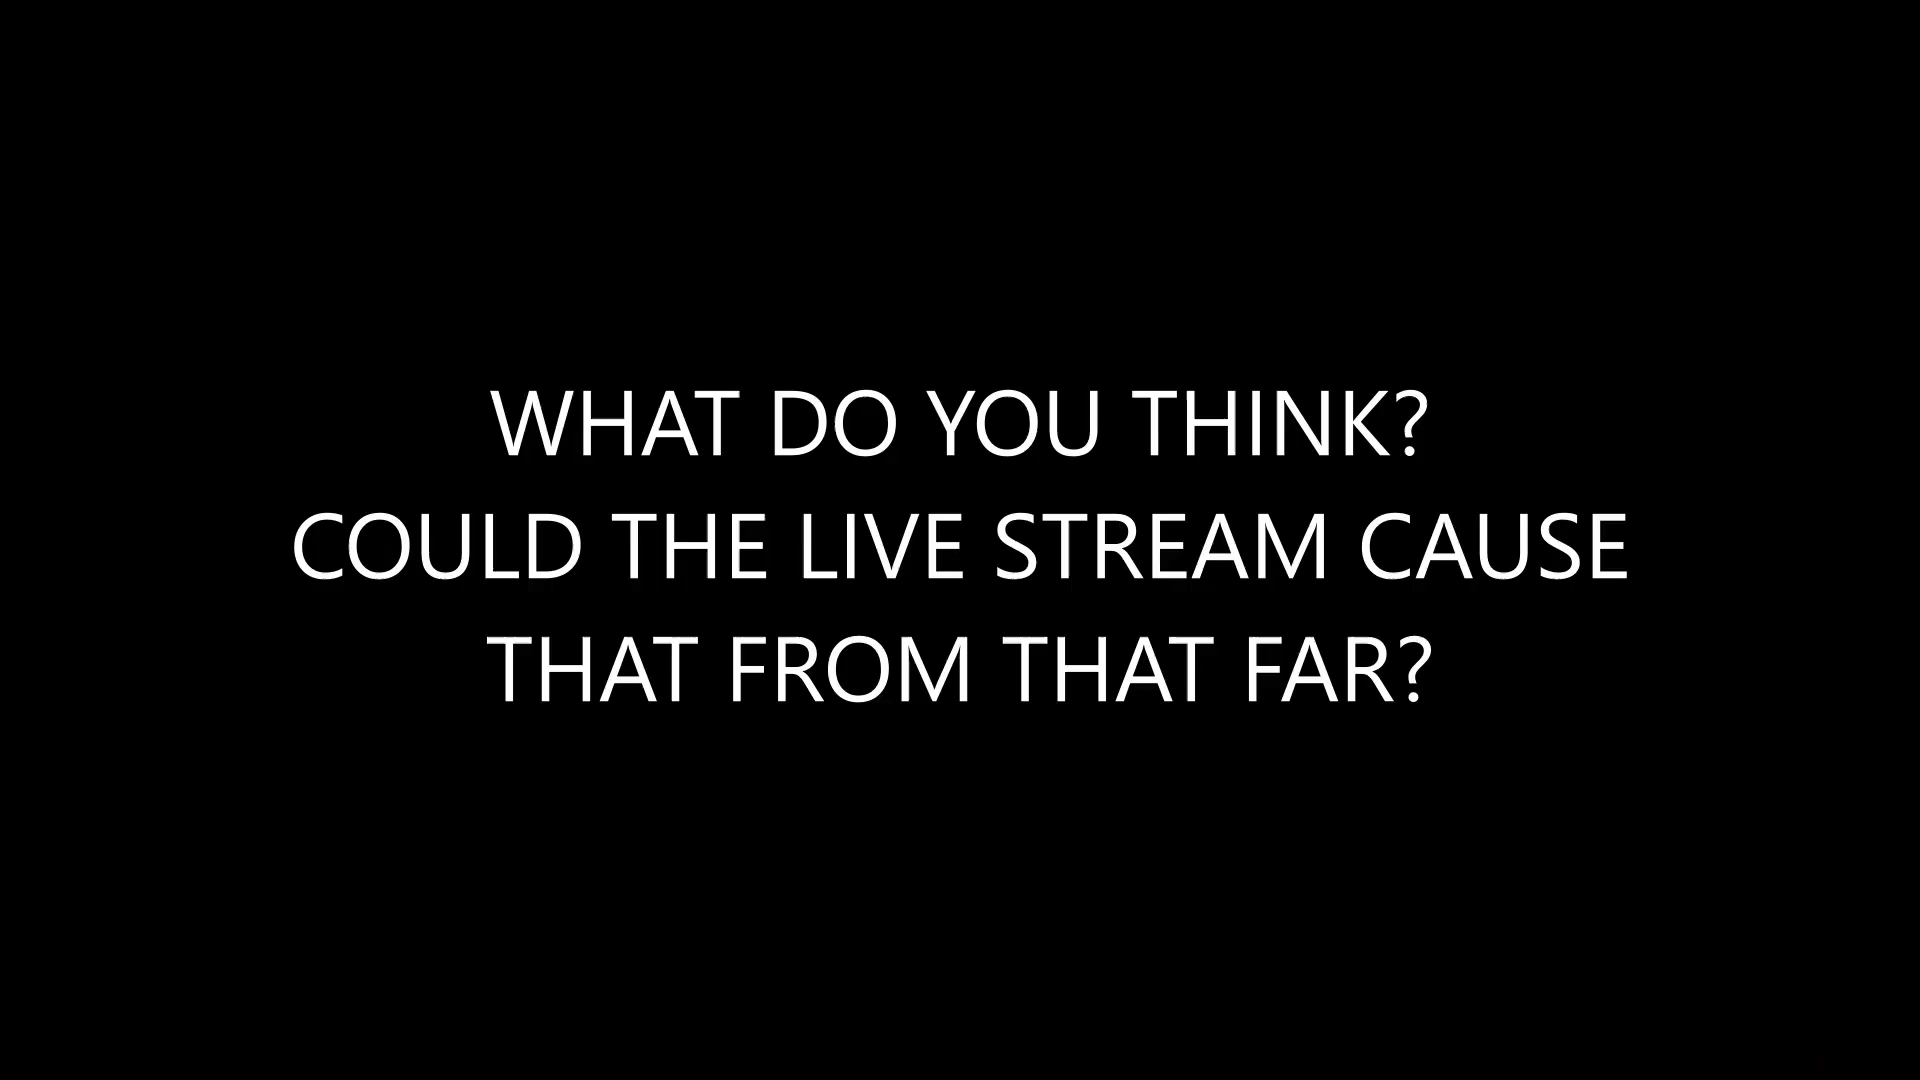 WHAT DO YOU THINK?
COULD THE LIVE STREAM CAUSE
THAT FROM THAT FAR?